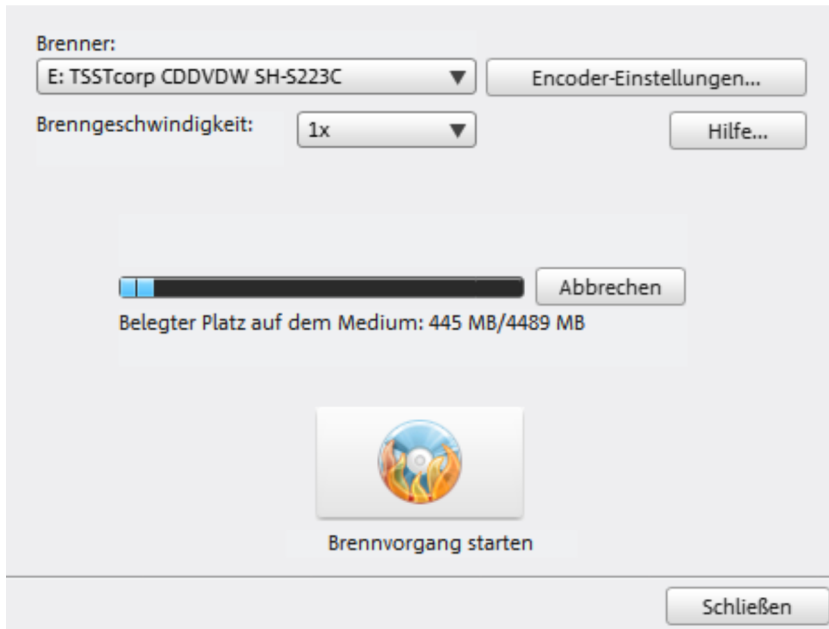 Brenner:
E: TSSTcorp CDDVDW SH-S223C
Encoder-Einstellungen...
Brenngeschwindigkeit:
1x
Hilfe...
Abbrechen
Belegter Platz auf dem Medium: 445 MB/4489 MB
Brennvorgang starten
Schließen